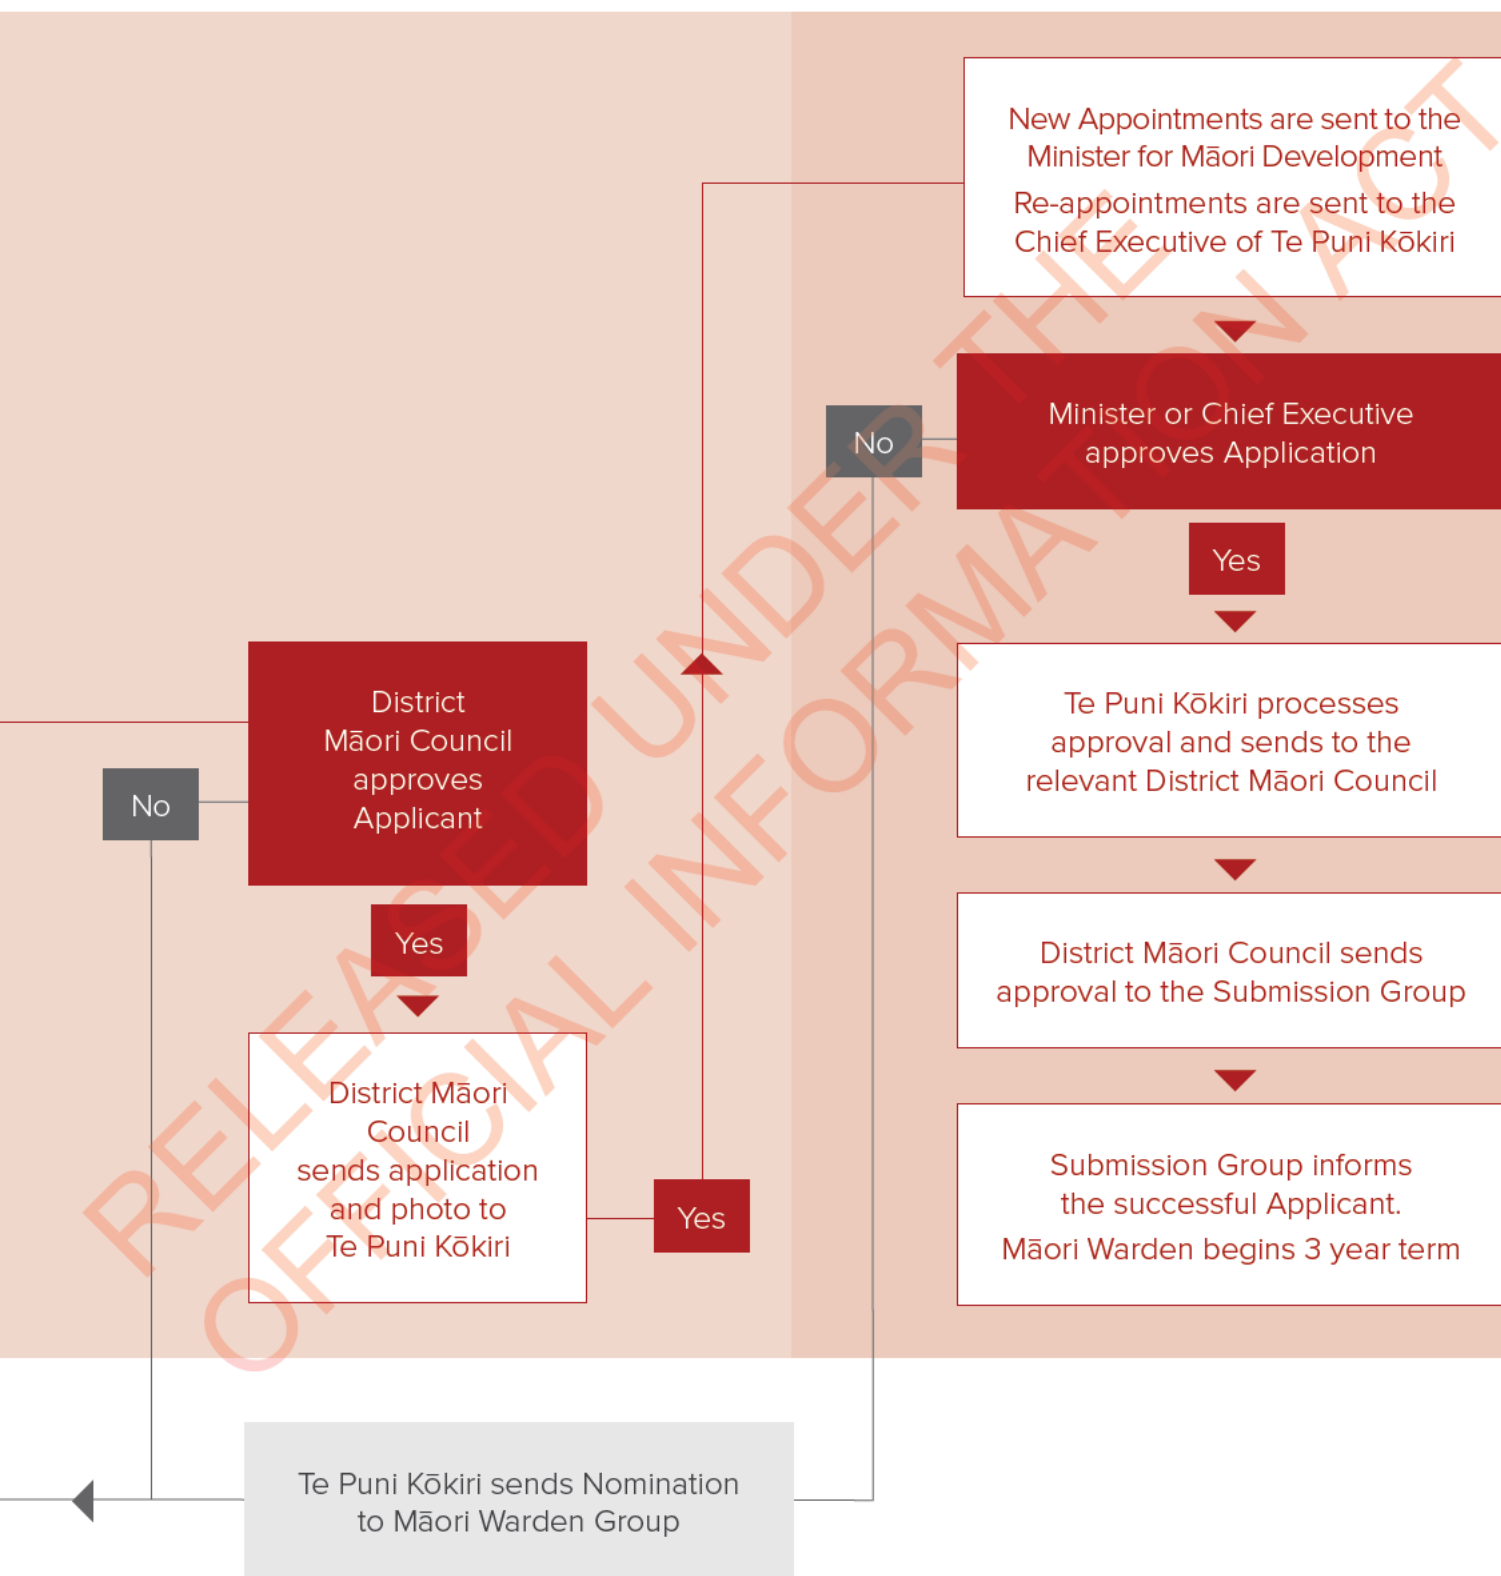 New Appointments are sent to the
Minister for Māori Development
Re-appointments are sent to the
Chief Executive of Te Puni Kōkiri
Minister or Chief Executive
approves Application
No
Yes
District
Māori Council
approves
Applicant
No
Yes
District Māori
Council
sends application
and photo to
Te Puni Kōkiri
Yes
Te Puni Kōkiri processes
approval and sends to the
relevant District Māori Council
District Māori Council sends
approval to the Submission Group
Submission Group informs
the successful Applicant.
Māori Warden begins 3 year term
Te Puni Kōkiri sends Nomination
to Māori Warden Group
RELEASED UNDER THE
OFFICIAL INFORMATION ACT